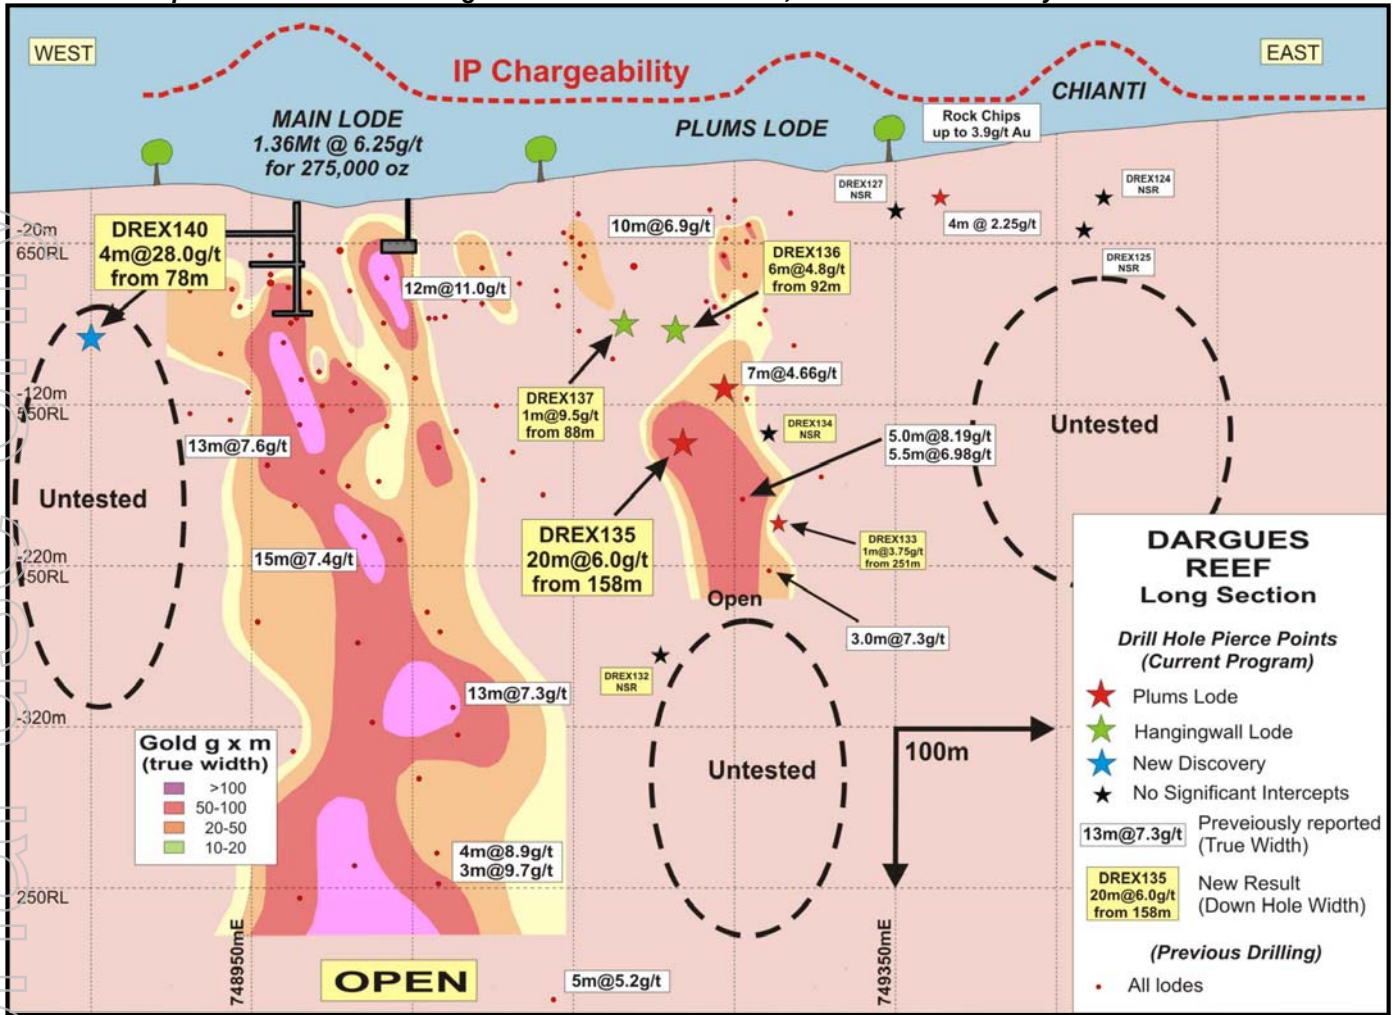 WEST
EAST
IP Chargeability
CHIANTI
MAIN LODE
1.36Mt @ 6.25g/t
for 275,000 oz
PLUMS LODE
Rock Chips
up to 3.9g/t Au
DREX127
NSR
DREX124
NSR
4m @ 2.25g/t
DREX125
NSR
-20m
650RL
DREX140
4m@28.0g/t
from 78m
10m@6.9g/t
DREX136
6m@4.8g/t
from 92m
12m@11.0g/t
7m@4.66g/t
-120m
550RL
DREX137
1m@9.5g/t
from 88m
DREX134
NSR
13m@7.6g/t
5.0m@8.19g/t
5.5m@6.98g/t
Untested
Untested
DREX135
20m@6.0g/t
from 158m
DREX133
1m@3.75g/t
from 251m
15m@7.4g/t
-220m
450RL
Open
3.0m@7.3g/t
DREX132
NSR
13m@7.3g/t
-320m
Untested
100m
Gold g x m
(true width)
>100
50-100
20-50
10-20
4m@8.9g/t
3m@9.7g/t
250RL
748950mE
749350mE
OPEN
5m@5.2g/t
DARGUES
REEF
Long Section
Drill Hole Pierce Points
(Current Program)
Plums Lode
Hangingwall Lode
New Discovery
No Significant Intercepts
13m@7.3g/t
Preveiously reported
(True Width)
DREX135
20m@6.0g/t
from 158m
New Result
(Down Hole Width)
(Previous Drilling)
All lodes